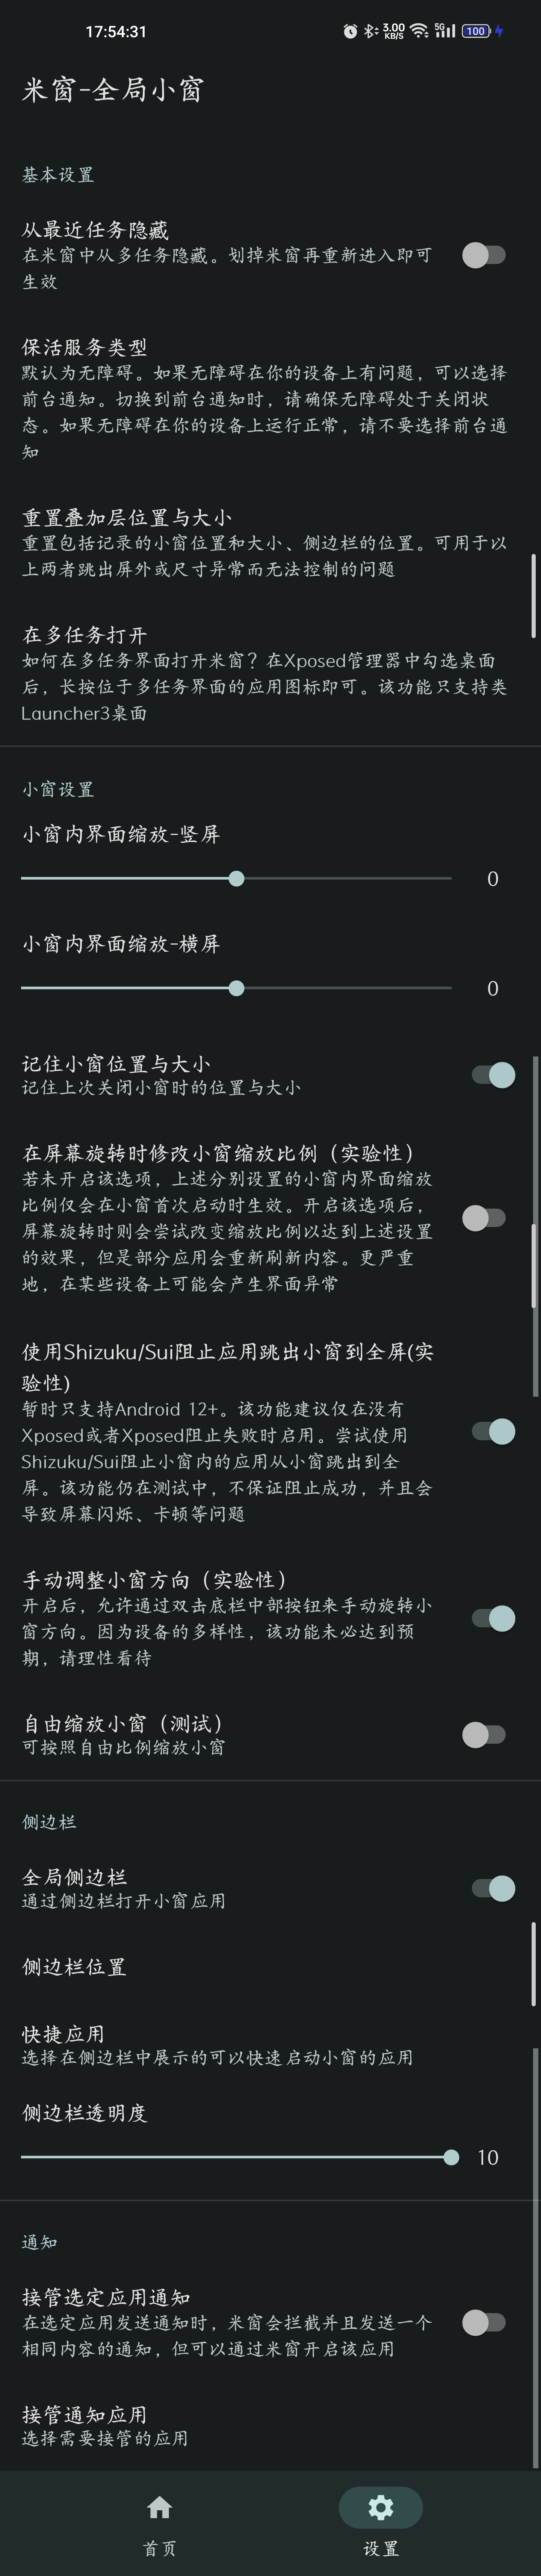 17:54:31
3.00
KB/S
5G
100
米窗-全局小窗
基本设置
从最近任务隐藏
在米窗中从多任务隐藏。划掉米窗再重新进入即可
生效
保活服务类型
默认为无障碍。如果无障碍在你的设备上有问题，可以选择
前台通知。切换到前台通知时，请确保无障碍处于关闭状
态。如果无障碍在你的设备上运行正常，请不要选择前台通
知
重置叠加层位置与大小
重置包括记录的小窗位置和大小、侧边栏的位置。可用于以
上两者跳出屏外或尺寸异常而无法控制的问题
在多任务打开
如何在多任务界面打开米窗？在Xposed管理器中勾选桌面
后，长按位于多任务界面的应用图标即可。该功能只支持类
Launcher3桌面
小窗设置
小窗内界面缩放-竖屏
0
小窗内界面缩放-横屏
0
记住小窗位置与大小
记住上次关闭小窗时的位置与大小
在屏幕旋转时修改小窗缩放比例（实验性）
若未开启该选项，上述分别设置的小窗内界面缩放
比例仅会在小窗首次启动时生效。开启该选项后，
屏幕旋转时则会尝试改变缩放比例以达到上述设置
的效果，但是部分应用会重新刷新内容。更严重
地，在某些设备上可能会产生界面异常
使用Shizuku/Sui阻止应用跳出小窗到全屏(实
验性)
暂时只支持Android 12+。该功能建议仅在没有
Xposed或者Xposed阻止失败时启用。尝试使用
Shizuku/Sui阻止小窗内的应用从小窗跳出到全
屏。该功能仍在测试中，不保证阻止成功，并且会
导致屏幕闪烁、卡顿等问题
手动调整小窗方向（实验性）
开启后，允许通过双击底栏中部按钮来手动旋转小
窗方向。因为设备的多样性，该功能未必达到预
期，请理性看待
自由缩放小窗（测试）
可按照自由比例缩放小窗
侧边栏
全局侧边栏
通过侧边栏打开小窗应用
侧边栏位置
快捷应用
选择在侧边栏中展示的可以快速启动小窗的应用
侧边栏透明度
10
通知
接管选定应用通知
在选定应用发送通知时，米窗会拦截并且发送一个
相同内容的通知，但可以通过米窗开启该应用
接管通知应用
选择需要接管的应用
首页
设置